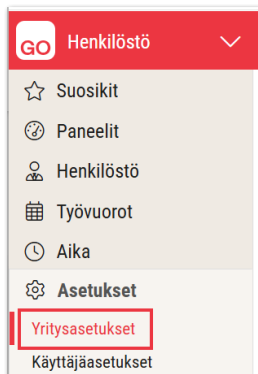 GO Henkilöstö
Suosikit
Paneelit
Henkilöstö
Työvuorot
Aika
Asetukset
Yritysasetukset
Käyttäjäasetukset